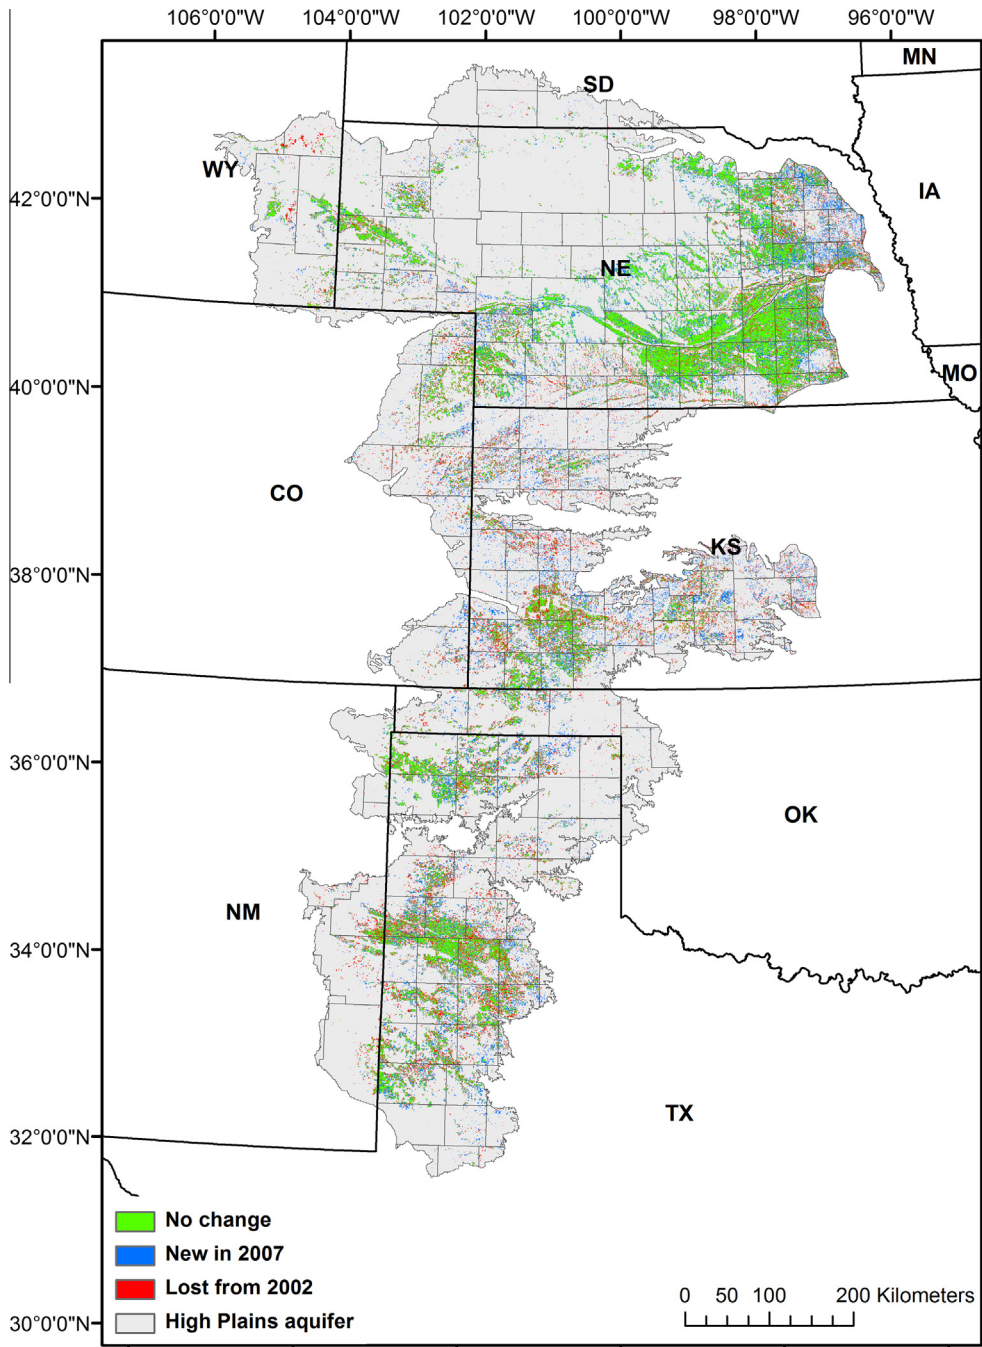 106°0'0"W 104°0'0"W 102°0'0"W 100°0'0"W 98°0'0"W 96°0'0"W
MN
SD
WY
42°0'0"N
IA
NE
MO
40°0'0"N
CO
KS
38°0'0"N
36°0'0"N
OK
NM
34°0'0"N
TX
32°0'0"N
No change
New in 2007
Lost from 2002
High Plains aquifer
0 50 100 200 Kilometers
30°0'0"N